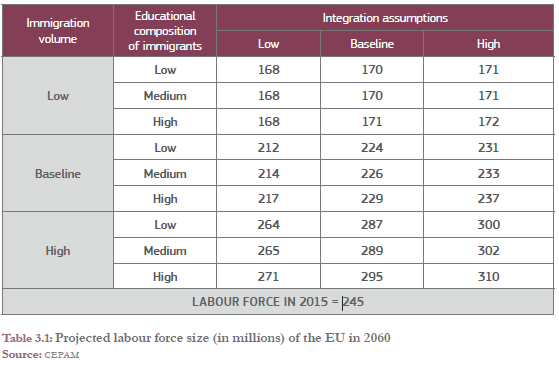 Immigration volume Educational composition of immigrants Integration assumptions
Low Baseline High
Low Low 168 170 171
Medium 168 170 171
High 168 171 172
Baseline Low 212 224 231
Medium 214 226 233
High 217 229 237
High Low 264 287 300
Medium 265 289 302
High 271 295 310
LABOUR FORCE IN 2015 = 245
Table 3.1: Projected labour force size (in millions) of the EU in 2060
Source: CEPAM